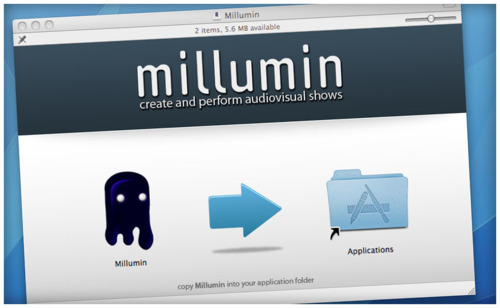 Millumin
2 items, 5.6 MB available
millumin
create and perform audiovisual shows
Millumin
Applications
copy Millumin into your application folder